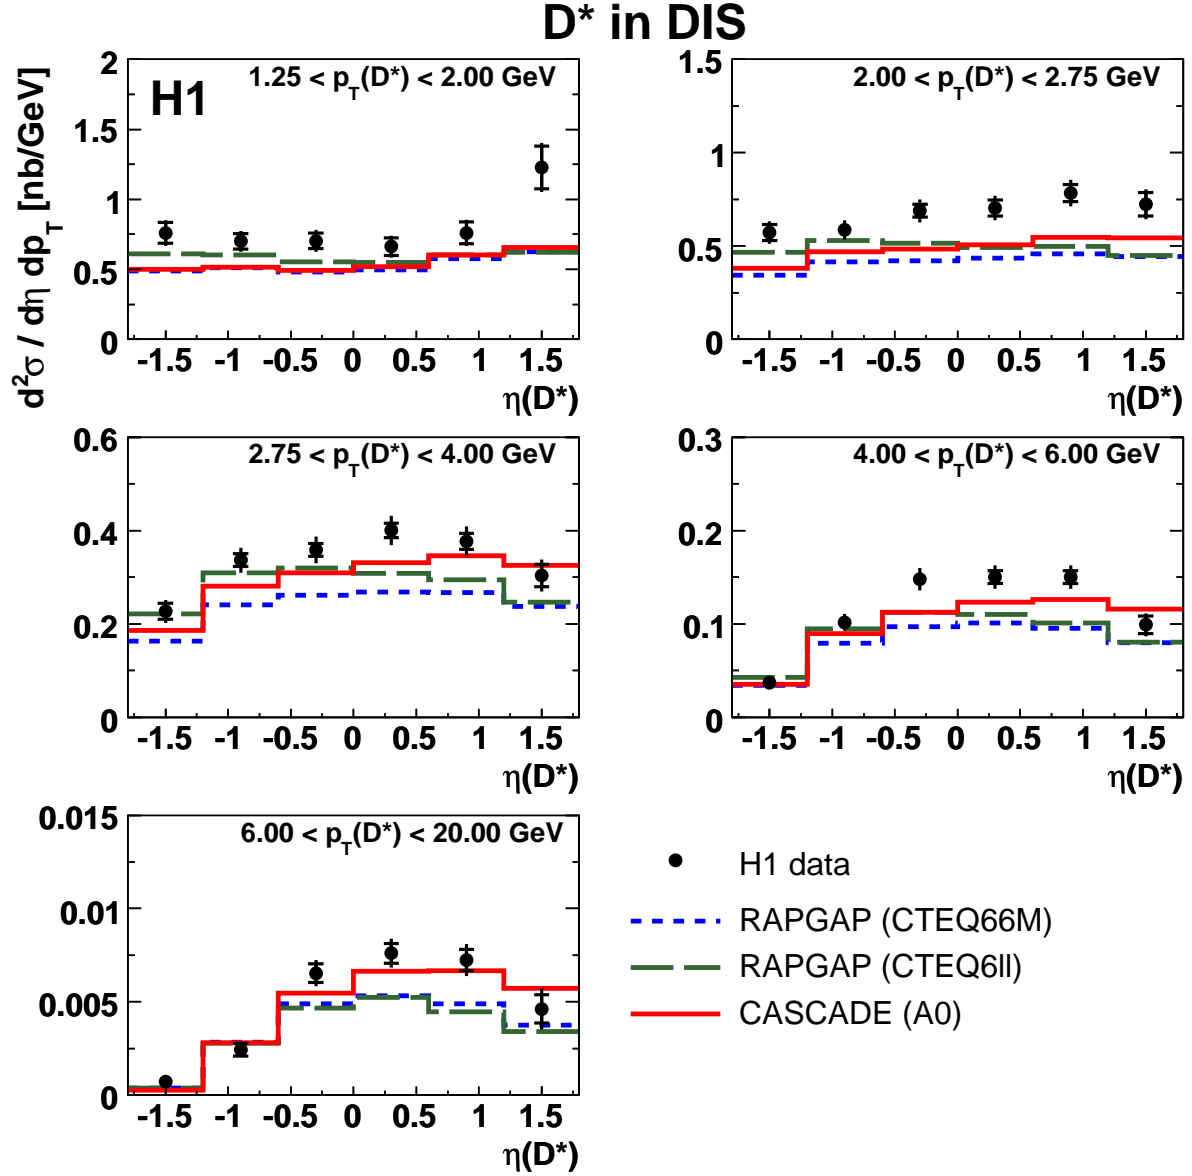 D* in DIS
d²σ / dη dp_T [nb/GeV]
H1
1.25 < p_T(D*) < 2.00 GeV
2
1.5
1
0.5
0
-1.5 -1 -0.5 0 0.5 1 1.5
η(D*)
2.00 < p_T(D*) < 2.75 GeV
1.5
1
0.5
0
-1.5 -1 -0.5 0 0.5 1 1.5
η(D*)
2.75 < p_T(D*) < 4.00 GeV
0.6
0.4
0.2
0
-1.5 -1 -0.5 0 0.5 1 1.5
η(D*)
4.00 < p_T(D*) < 6.00 GeV
0.3
0.2
0.1
0
-1.5 -1 -0.5 0 0.5 1 1.5
η(D*)
6.00 < p_T(D*) < 20.00 GeV
0.015
0.01
0.005
0
-1.5 -1 -0.5 0 0.5 1 1.5
η(D*)
H1 data
RAPGAP (CTEQ66M)
RAPGAP (CTEQ6ll)
CASCADE (A0)